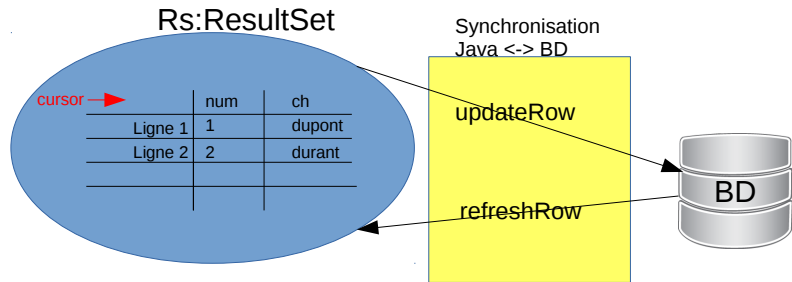 Rs:ResultSet
Synchronisation
Java <-> BD
cursor
num ch
Ligne 1 1 dupont
Ligne 2 2 durant
updateRow
refreshRow
BD